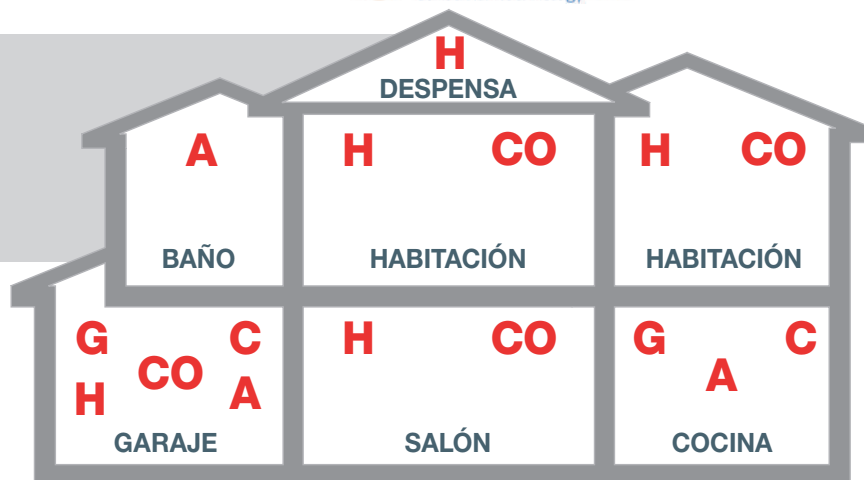 H
DESPENSA
A
BAÑO
H CO
HABITACIÓN
H CO
HABITACIÓN
G C
CO
H A
GARAJE
H CO
SALÓN
G C
A
COCINA